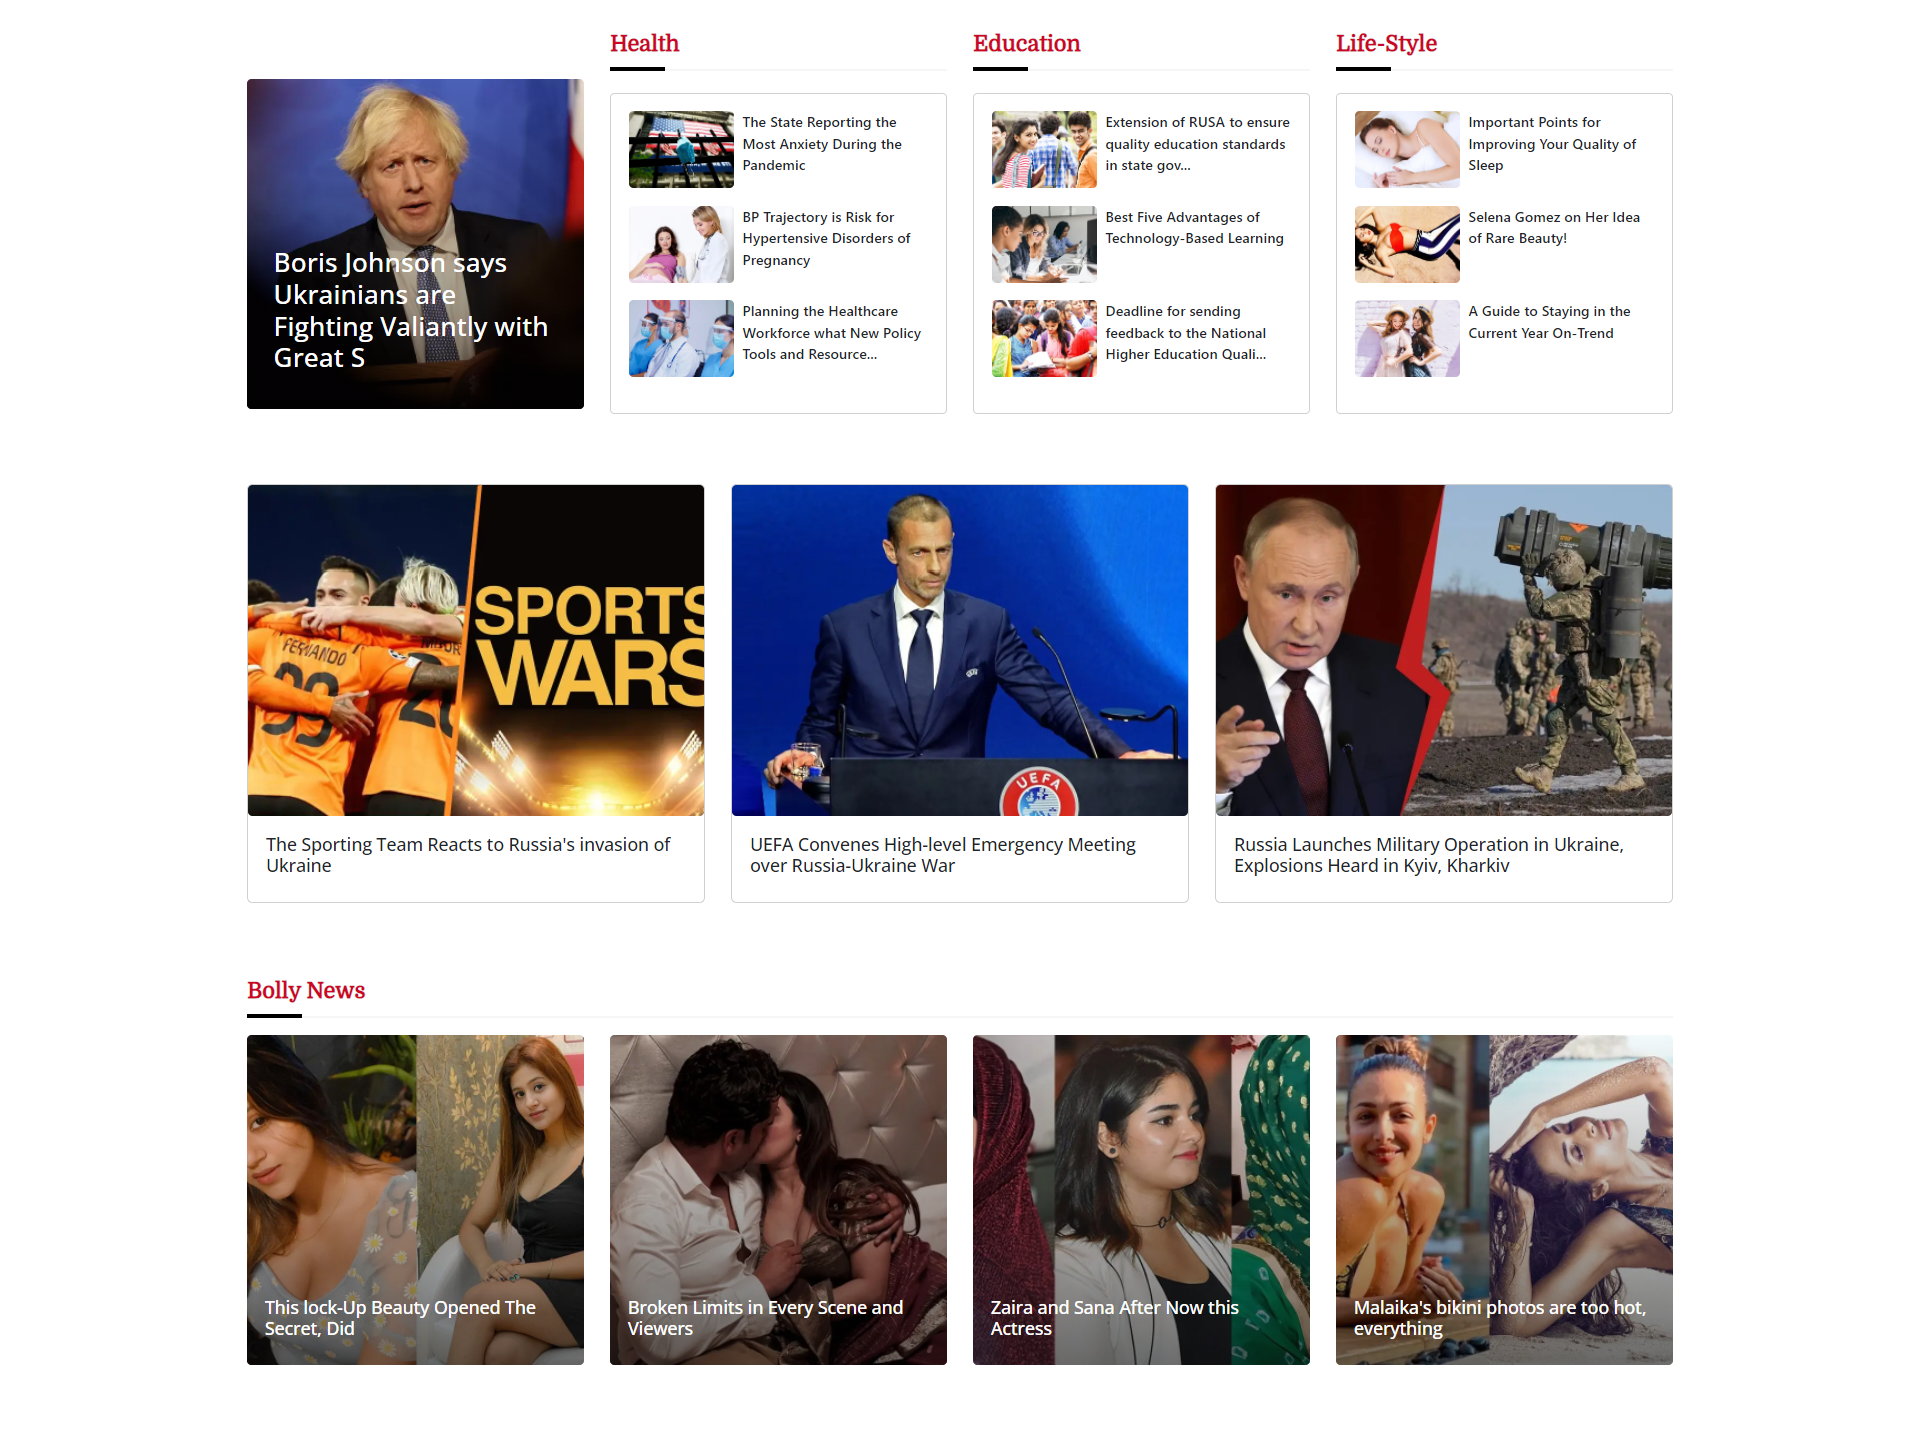 Health
Education
Life-Style
Boris Johnson says
Ukrainians are
Fighting Valiantly with
Great S
The State Reporting the
Most Anxiety During the
Pandemic
BP Trajectory is Risk for
Hypertensive Disorders of
Pregnancy
Planning the Healthcare
Workforce what New Policy
Tools and Resource...
Extension of RUSA to ensure
quality education standards
in state gov...
Best Five Advantages of
Technology-Based Learning
Deadline for sending
feedback to the National
Higher Education Quali...
Important Points for
Improving Your Quality of
Sleep
Selena Gomez on Her Idea
of Rare Beauty!
A Guide to Staying in the
Current Year On-Trend
FERNANDO
99
SPORTS
WARS
The Sporting Team Reacts to Russia's invasion of
Ukraine
UEFA
UEFA Convenes High-level Emergency Meeting
over Russia-Ukraine War
Russia Launches Military Operation in Ukraine,
Explosions Heard in Kyiv, Kharkiv
Bolly News
This lock-Up Beauty Opened The
Secret, Did
Broken Limits in Every Scene and
Viewers
Zaira and Sana After Now this
Actress
Malaika's bikini photos are too hot,
everything